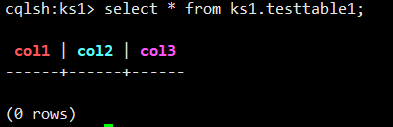 cqlsh:ks1> select * from ks1.testtable1;
col1 | col2 | col3
------+------+------
(0 rows)